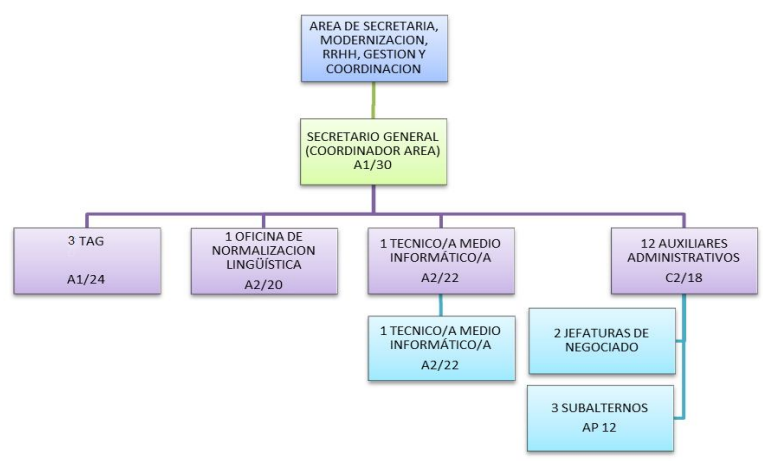 AREA DE SECRETARIA,
MODERNIZACION,
RRHH, GESTION Y
COORDINACION
SECRETARIO GENERAL
(COORDINADOR AREA)
A1/30
3 TAG
A1/24
1 OFICINA DE
NORMALIZACION
LINGÜÍSTICA
A2/20
1 TECNICO/A MEDIO
INFORMÁTICO/A
A2/22
12 AUXILIARES
ADMINISTRATIVOS
C2/18
1 TECNICO/A MEDIO
INFORMÁTICO/A
A2/22
2 JEFATURAS DE
NEGOCIADO
3 SUBALTERNOS
AP 12